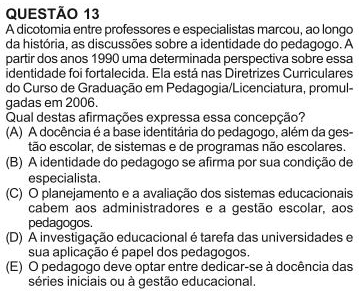 QUESTÃO 13
A dicotomia entre professores e especialistas marcou, ao longo
da história, as discussões sobre a identidade do pedagogo. A
partir dos anos 1990 uma determinada perspectiva sobre essa
identidade foi fortalecida. Ela está nas Diretrizes Curriculares
do Curso de Graduação em Pedagogia/Licenciatura, promul-
gadas em 2006.
Qual destas afirmações expressa essa concepção?
(A) A docência é a base identitária do pedagogo, além da ges-
tão escolar, de sistemas e de programas não escolares.
(B) A identidade do pedagogo se afirma por sua condição de
especialista.
(C) O planejamento e a avaliação dos sistemas educacionais
cabem aos administradores e a gestão escolar, aos
pedagogos.
(D) A investigação educacional é tarefa das universidades e
sua aplicação é papel dos pedagogos.
(E) O pedagogo deve optar entre dedicar-se à docência das
séries iniciais ou à gestão educacional.